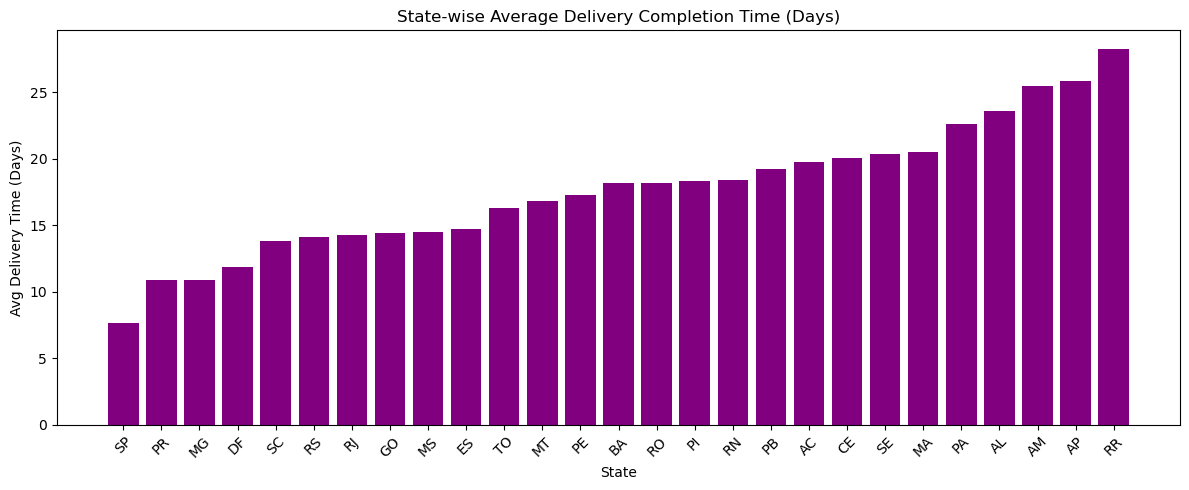 State-wise Average Delivery Completion Time (Days)
Avg Delivery Time (Days)
25
20
15
10
5
0
SP PR MG DF SC RS RJ GO MS ES TO MT PE BA RO PI RN PB AC CE SE MA PA AL AM AP RR
State